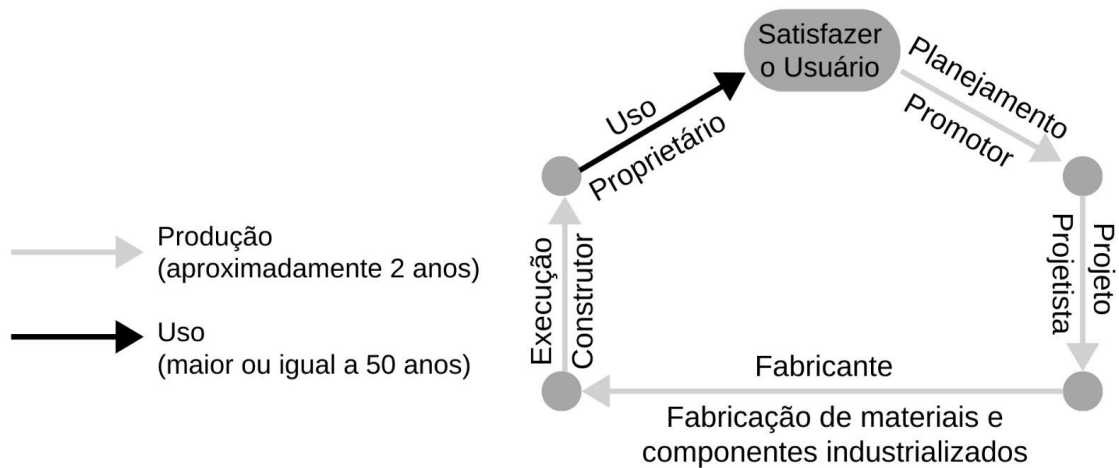 Satisfazer
o Usuário
Planejamento
Promotor
Uso
Proprietário
Projeto
Projetista
Produção
(aproximadamente 2 anos)
Uso
(maior ou igual a 50 anos)
Execução
Construtor
Fabricante
Fabricação de materiais e
componentes industrializados